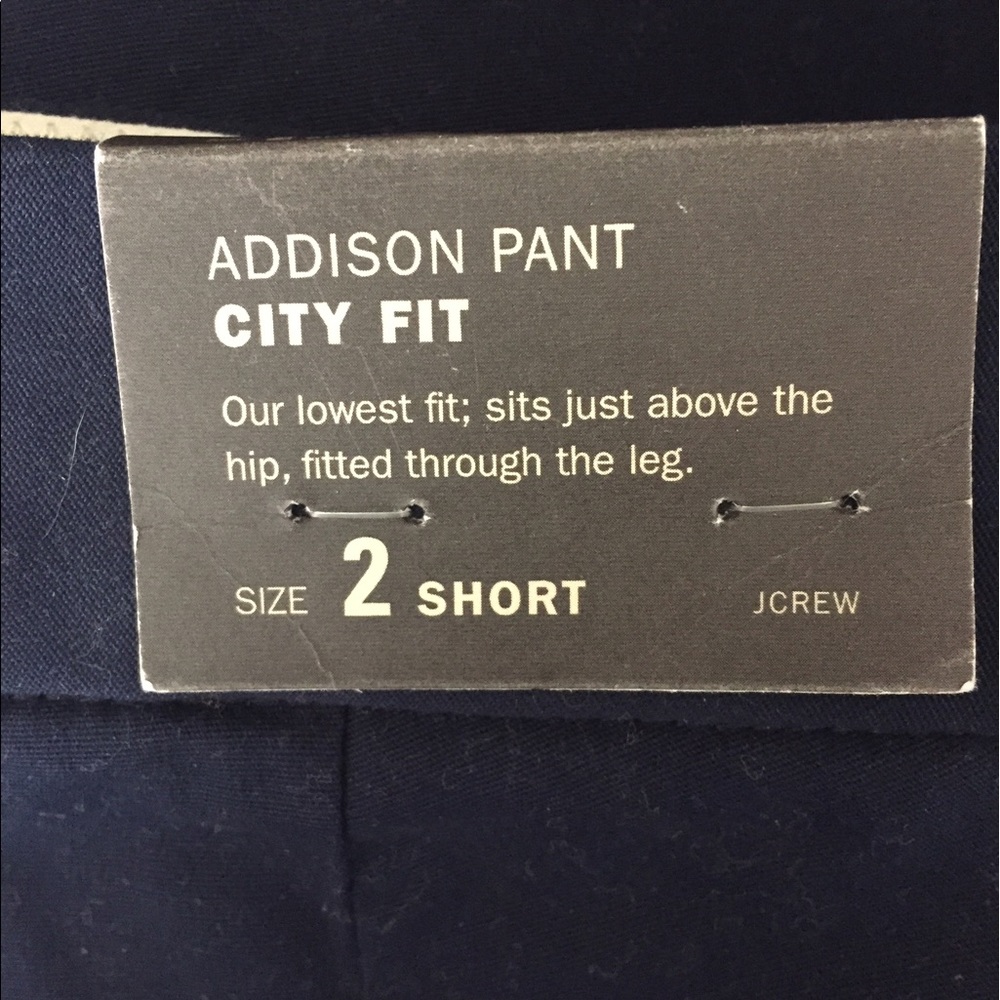 ADDISON PANT
CITY FIT
Our lowest fit; sits just above the
hip, fitted through the leg.
SIZE 2 SHORT JCREW